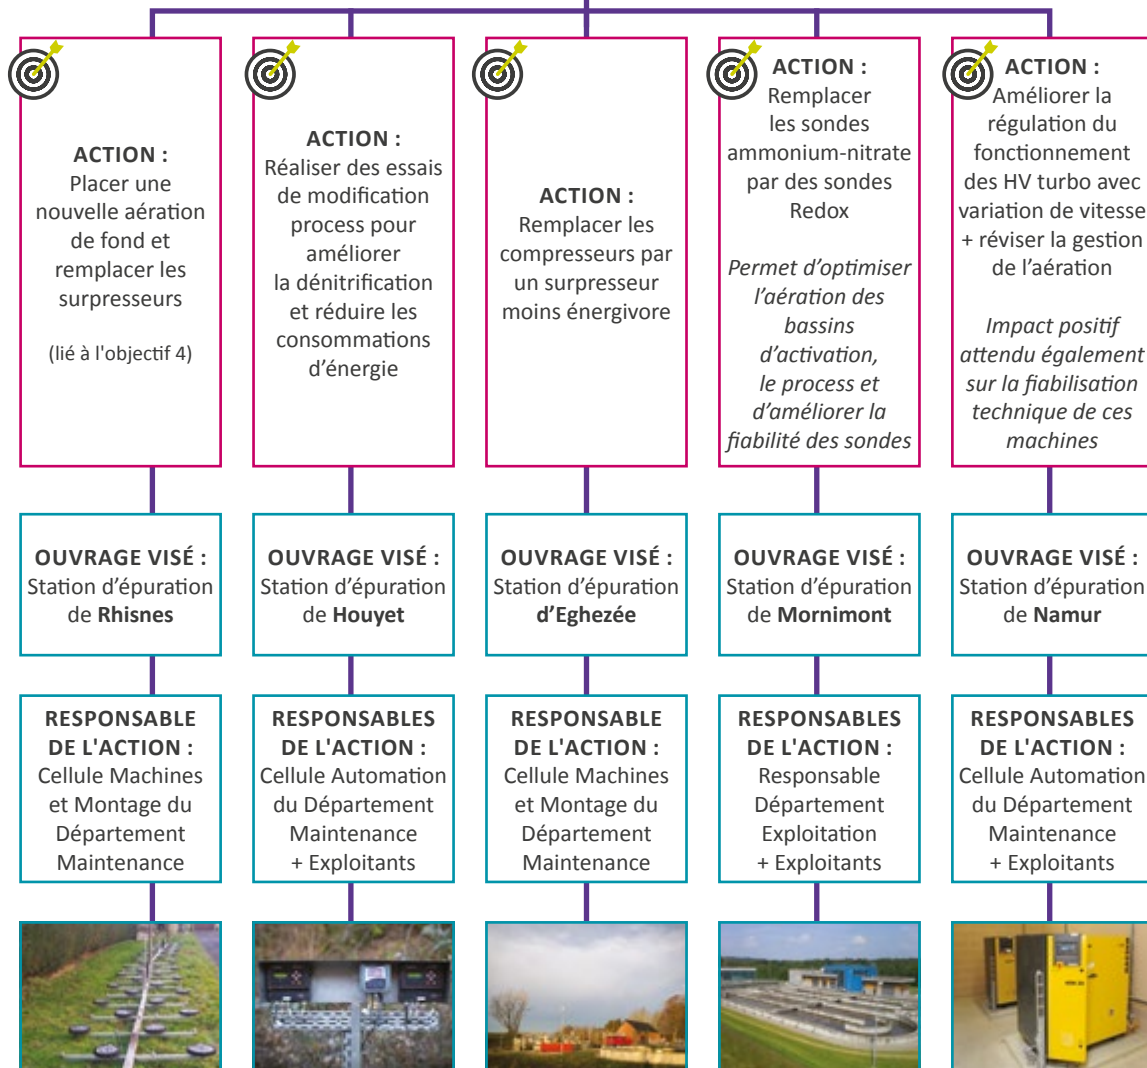 ACTION :
Placer une
nouvelle aération
de fond et
remplacer les
surpresseurs
(lié à l'objectif 4)
ACTION :
Réaliser des essais
de modification
process pour
améliorer
la dénitrification
et réduire les
consommations
d’énergie
ACTION :
Remplacer les
compresseurs par
un surpresseur
moins énergivore
ACTION :
Remplacer
les sondes
ammonium-nitrate
par des sondes
Redox
Permet d’optimiser
l’aération des
bassins
d’activation,
le process et
d’améliorer la
fiabilité des sondes
ACTION :
Améliorer la
régulation du
fonctionnement
des HV turbo avec
variation de vitesse
+ réviser la gestion
de l’aération
Impact positif
attendu également
sur la fiabilisation
technique de ces
machines
OUVRAGE VISÉ :
Station d’épuration
de Rhisnes
OUVRAGE VISÉ :
Station d’épuration
de Houyet
OUVRAGE VISÉ :
Station d’épuration
d’Eghezée
OUVRAGE VISÉ :
Station d’épuration
de Mornimont
OUVRAGE VISÉ :
Station d’épuration
de Namur
RESPONSABLE
DE L'ACTION :
Cellule Machines
et Montage du
Département
Maintenance
RESPONSABLES
DE L'ACTION :
Cellule Automation
du Département
Maintenance
+ Exploitants
RESPONSABLE
DE L'ACTION :
Cellule Machines
et Montage du
Département
Maintenance
RESPONSABLES
DE L'ACTION :
Responsable
Département
Exploitation
+ Exploitants
RESPONSABLES
DE L'ACTION :
Cellule Automation
du Département
Maintenance
+ Exploitants